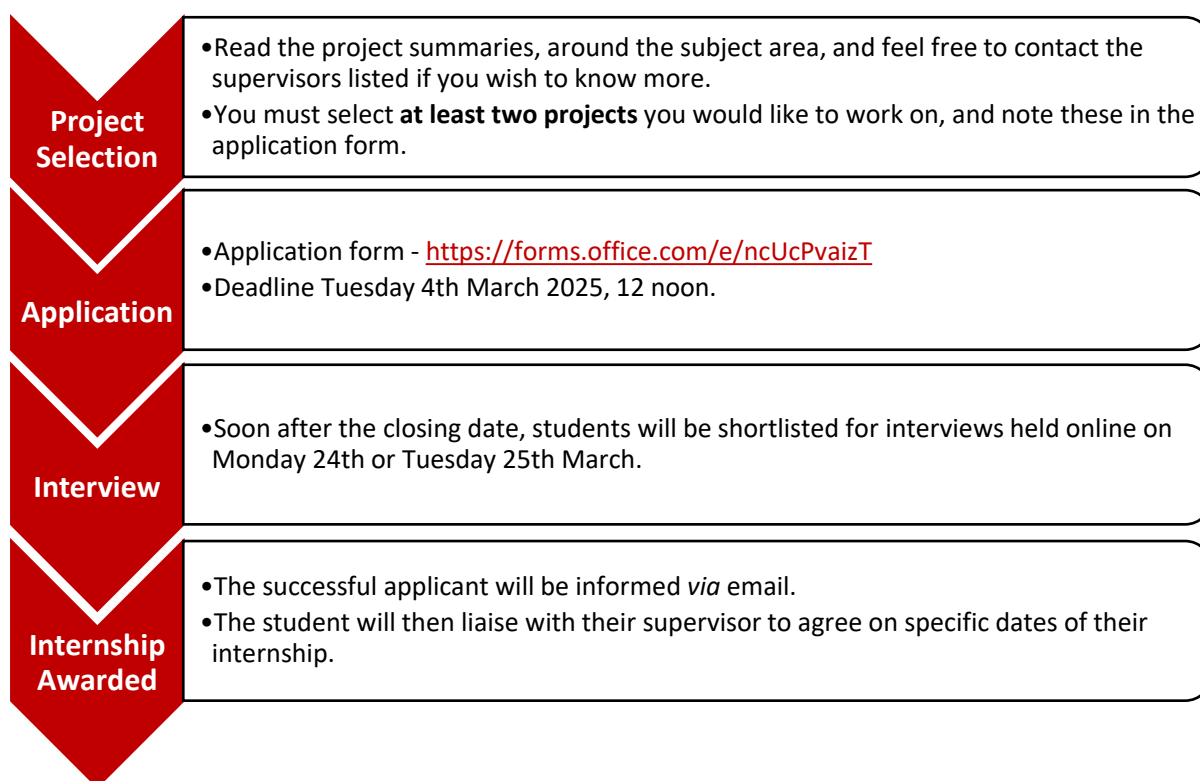 Project
Selection
•Read the project summaries, around the subject area, and feel free to contact the
supervisors listed if you wish to know more.
•You must select at least two projects you would like to work on, and note these in the
application form.
Application
•Application form - https://forms.office.com/e/ncUcPvaizT
•Deadline Tuesday 4th March 2025, 12 noon.
Interview
•Soon after the closing date, students will be shortlisted for interviews held online on
Monday 24th or Tuesday 25th March.
Internship
Awarded
•The successful applicant will be informed via email.
•The student will then liaise with their supervisor to agree on specific dates of their
internship.